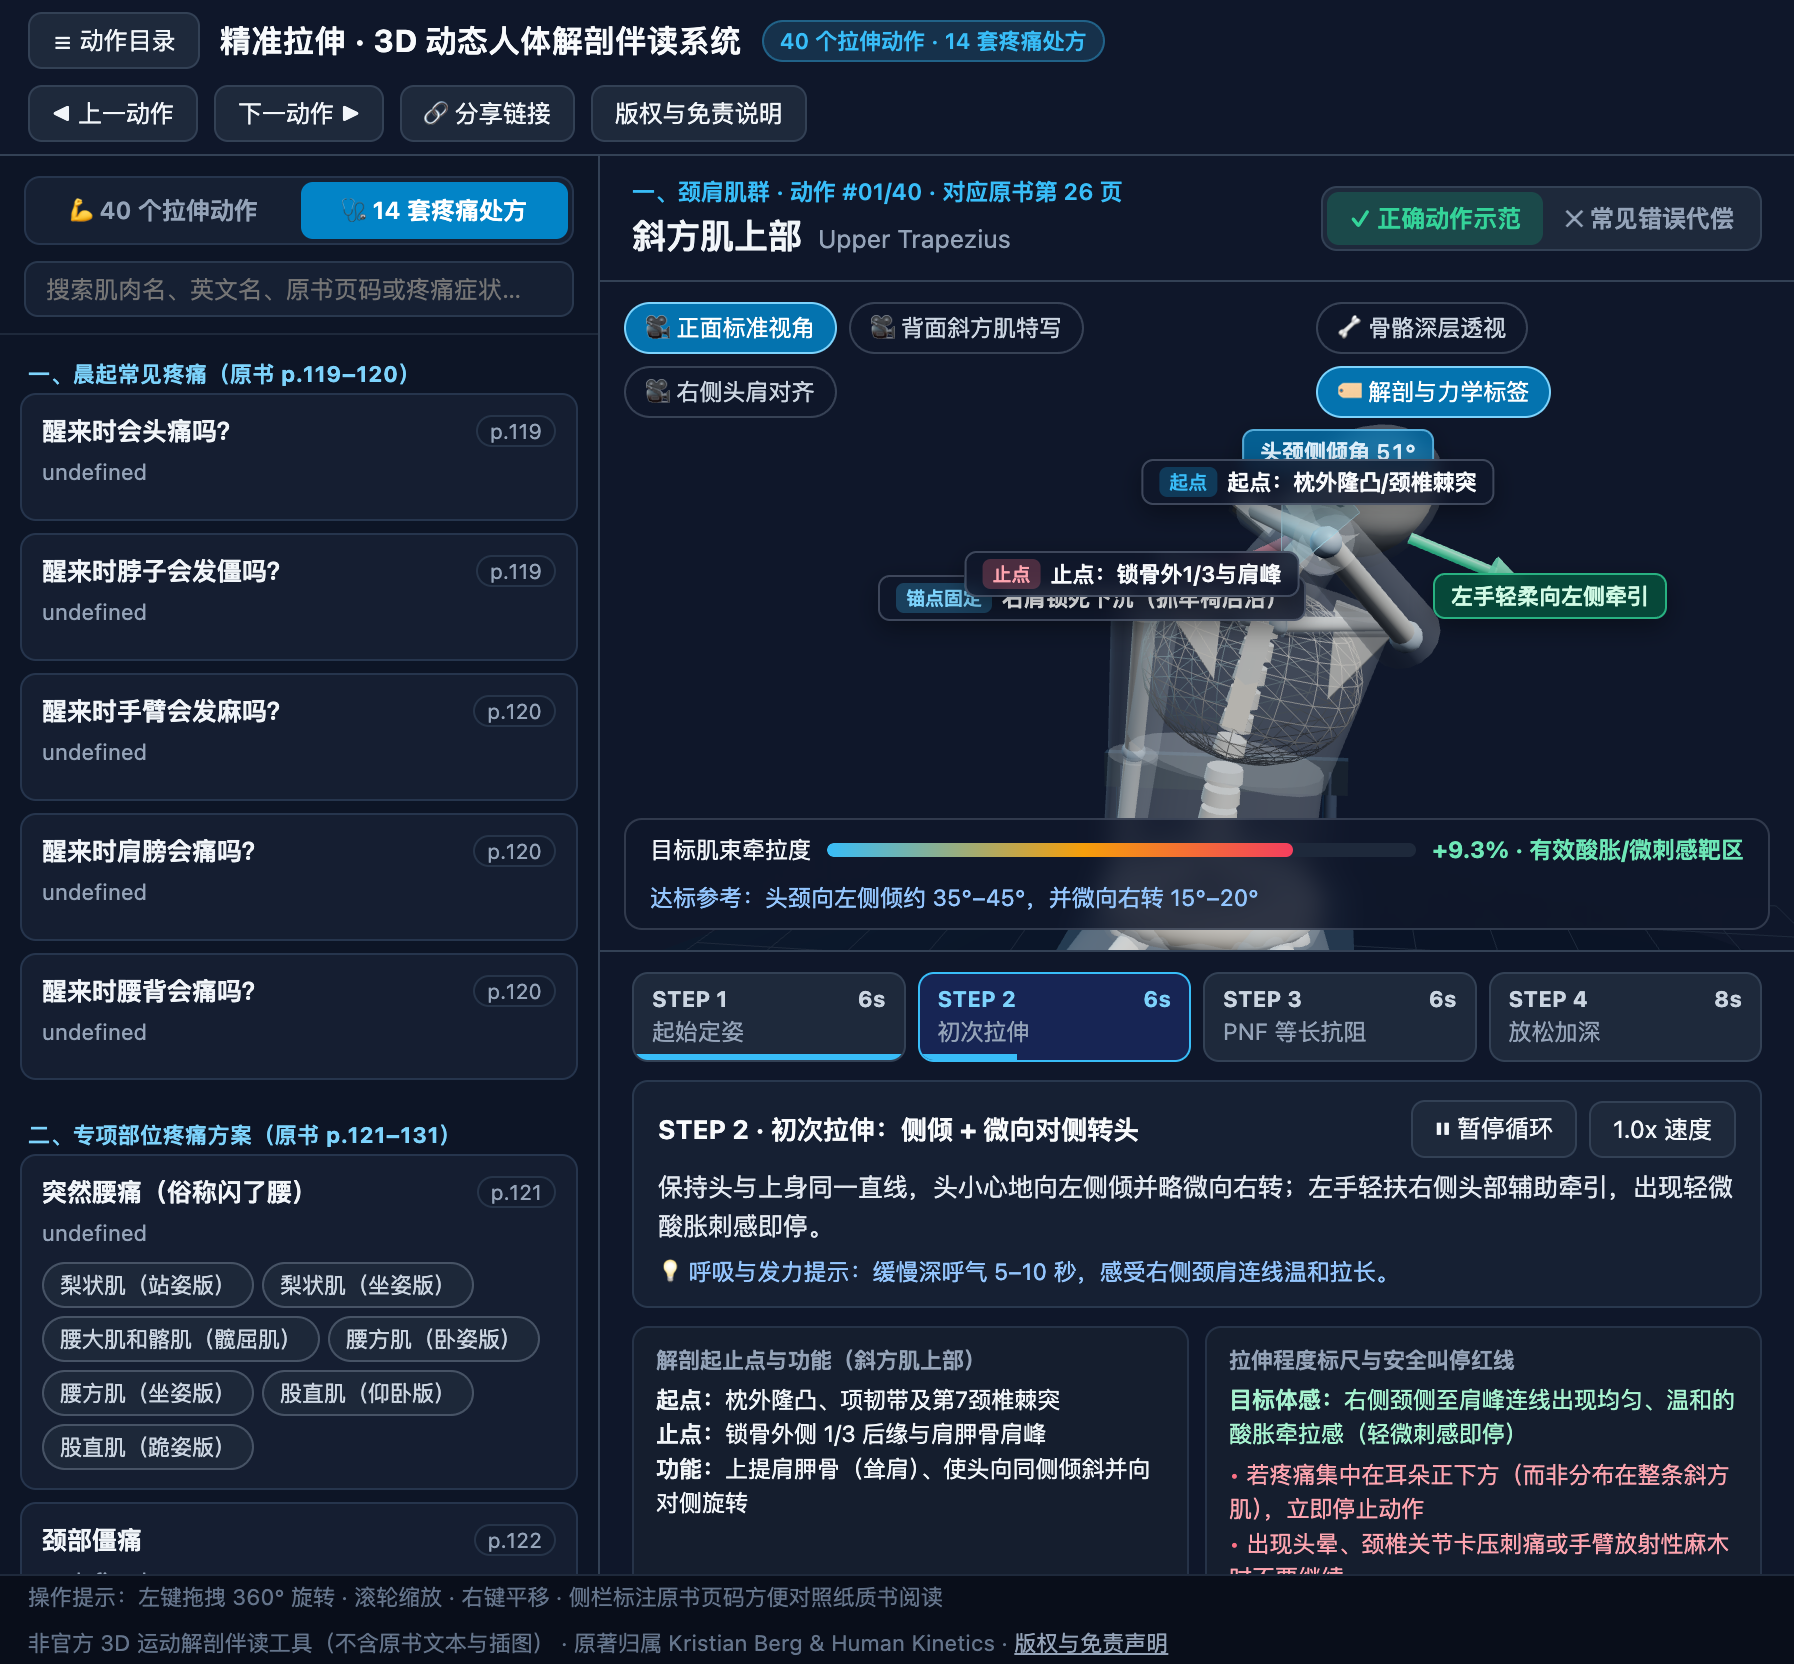 ≡ 动作目录
精准拉伸 · 3D 动态人体解剖伴读系统
40 个拉伸动作 · 14 套疼痛处方
◀ 上一动作
下一动作 ▶
🔗 分享链接
版权与免责说明
💪 40 个拉伸动作
🩺 14 套疼痛处方
搜索肌肉名、英文名、原书页码或疼痛症状...
一、晨起常见疼痛（原书 p.119–120）
醒来时会头痛吗?
p.119
undefined
醒来时脖子会发僵吗?
p.119
undefined
醒来时手臂会发麻吗?
p.120
undefined
醒来时肩膀会痛吗?
p.120
undefined
醒来时腰背会痛吗?
p.120
undefined
二、专项部位疼痛方案（原书 p.121–131）
突然腰痛（俗称闪了腰）
p.121
undefined
梨状肌（站姿版）
梨状肌（坐姿版）
腰大肌和髂肌（髋屈肌）
腰方肌（卧姿版）
腰方肌（坐姿版）
股直肌（仰卧版）
股直肌（跪姿版）
颈部僵痛
p.122
一、颈肩肌群 · 动作 #01/40 · 对应原书第 26 页
斜方肌上部 Upper Trapezius
✓ 正确动作示范
✕ 常见错误代偿
🎥 正面标准视角
🎥 背面斜方肌特写
🎥 右侧头肩对齐
🦴 骨骼深层透视
🏷️ 解剖与力学标签
头颈侧倾角 51°
起点 起点：枕外隆凸/颈椎棘突
止点 止点：锁骨外1/3与肩峰
锚点固定
左手轻柔向左侧牵引
目标肌束牵拉度
+9.3% · 有效酸胀/微刺感靶区
达标参考：头颈向左侧倾约 35°–45°，并微向右转 15°–20°
STEP 1 6s
起始定姿
STEP 2 6s
初次拉伸
STEP 3 6s
PNF 等长抗阻
STEP 4 8s
放松加深
STEP 2 · 初次拉伸：侧倾 + 微向对侧转头
⏸ 暂停循环
1.0x 速度
保持头与上身同一直线，头小心地向左侧倾并略微向右转；左手轻扶右侧头部辅助牵引，出现轻微
酸胀刺感即停。
💡 呼吸与发力提示：缓慢深呼气 5–10 秒，感受右侧颈肩连线温和拉长。
解剖起止点与功能（斜方肌上部）
起点：枕外隆凸、项韧带及第7颈椎棘突
止点：锁骨外侧 1/3 后缘与肩胛骨肩峰
功能：上提肩胛骨（耸肩）、使头向同侧倾斜并向
对侧旋转
拉伸程度标尺与安全叫停红线
目标体感：右侧颈侧至肩峰连线出现均匀、温和的
酸胀牵拉感（轻微刺感即停）
• 若疼痛集中在耳朵正下方（而非分布在整条斜方
肌），立即停止动作
• 出现头晕、颈椎关节卡压刺痛或手臂放射性麻木
操作提示：左键拖拽 360° 旋转 · 滚轮缩放 · 右键平移 · 侧栏标注原书页码方便对照纸质书阅读
非官方 3D 运动解剖伴读工具（不含原书文本与插图） · 原著归属 Kristian Berg & Human Kinetics · 版权与免责声明